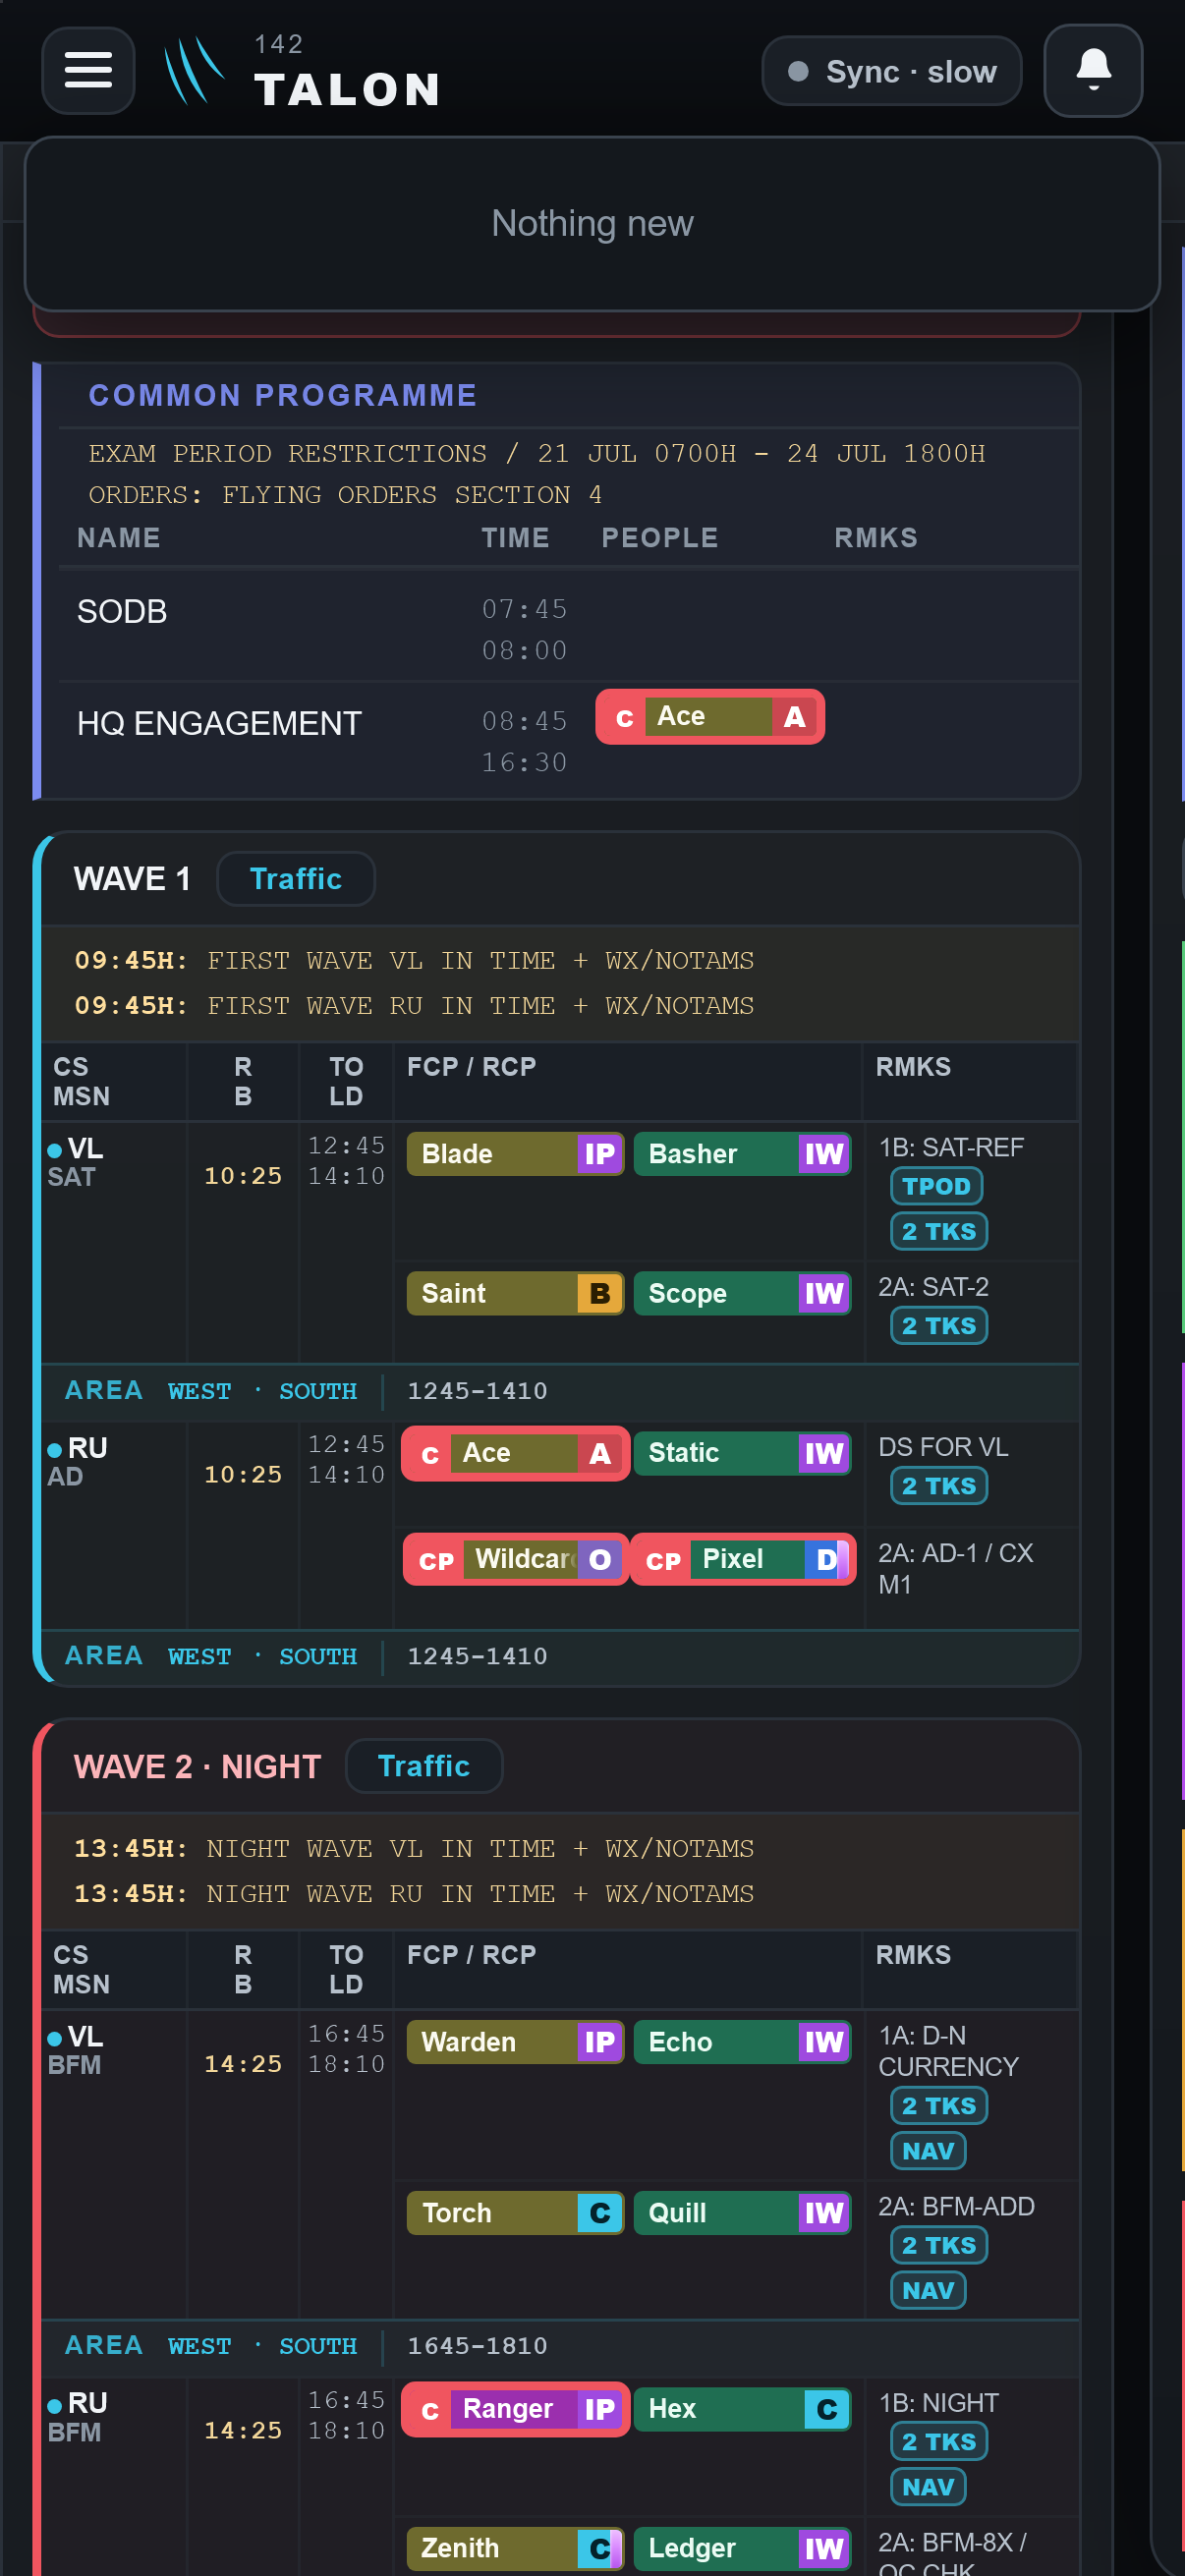 142
TALON
Sync · slow
Nothing new
COMMON PROGRAMME
EXAM PERIOD RESTRICTIONS / 21 JUL 0700H - 24 JUL 1800H
ORDERS: FLYING ORDERS SECTION 4
NAME TIME PEOPLE RMKS
SODB 07:45
08:00
HQ ENGAGEMENT 08:45 C Ace A
16:30
WAVE 1 Traffic
09:45H: FIRST WAVE VL IN TIME + WX/NOTAMS
09:45H: FIRST WAVE RU IN TIME + WX/NOTAMS
CS R TO FCP / RCP RMKS
MSN B LD
VL 12:45 Blade IP Basher IW 1B: SAT-REF
SAT 10:25 14:10 TPOD
2 TKS
Saint B Scope IW 2A: SAT-2
2 TKS
AREA WEST · SOUTH 1245-1410
RU 12:45 C Ace A Static IW DS FOR VL
AD 10:25 14:10 2 TKS
CP Wildcar O CP Pixel D 2A: AD-1 / CX
M1
AREA WEST · SOUTH 1245-1410
WAVE 2 · NIGHT Traffic
13:45H: NIGHT WAVE VL IN TIME + WX/NOTAMS
13:45H: NIGHT WAVE RU IN TIME + WX/NOTAMS
CS R TO FCP / RCP RMKS
MSN B LD
VL 16:45 Warden IP Echo IW 1A: D-N
BFM 14:25 18:10 CURRENCY
2 TKS
NAV
Torch C Quill IW 2A: BFM-ADD
2 TKS
NAV
AREA WEST · SOUTH 1645-1810
RU 16:45 C Ranger IP Hex C 1B: NIGHT
BFM 14:25 18:10 2 TKS
NAV
Zenith C Ledger IW 2A: BFM-8X /